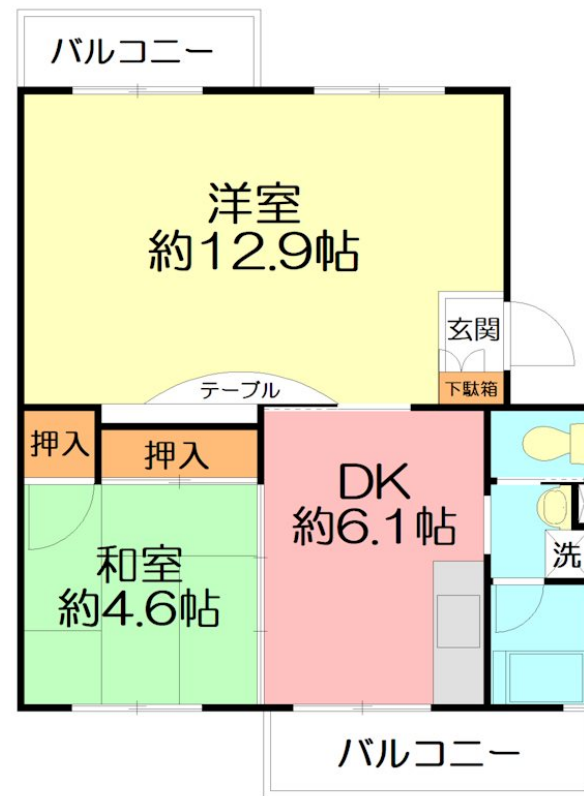 バルコニー
洋室
約12.9帖
玄関
下駄箱
テーブル
押入
押入
DK
約6.1帖
洗
和室
約4.6帖
バルコニー